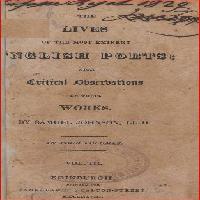 THE
LIVES
OF THE MOST EMINENT
ENGLISH POETS;
WITH
Critical Observations
ON THEIR
WORKS.
BY SAMUEL JOHNSON, LL.D.
IN FOUR VOLUMES.
VOL. III.
EDINBURGH,